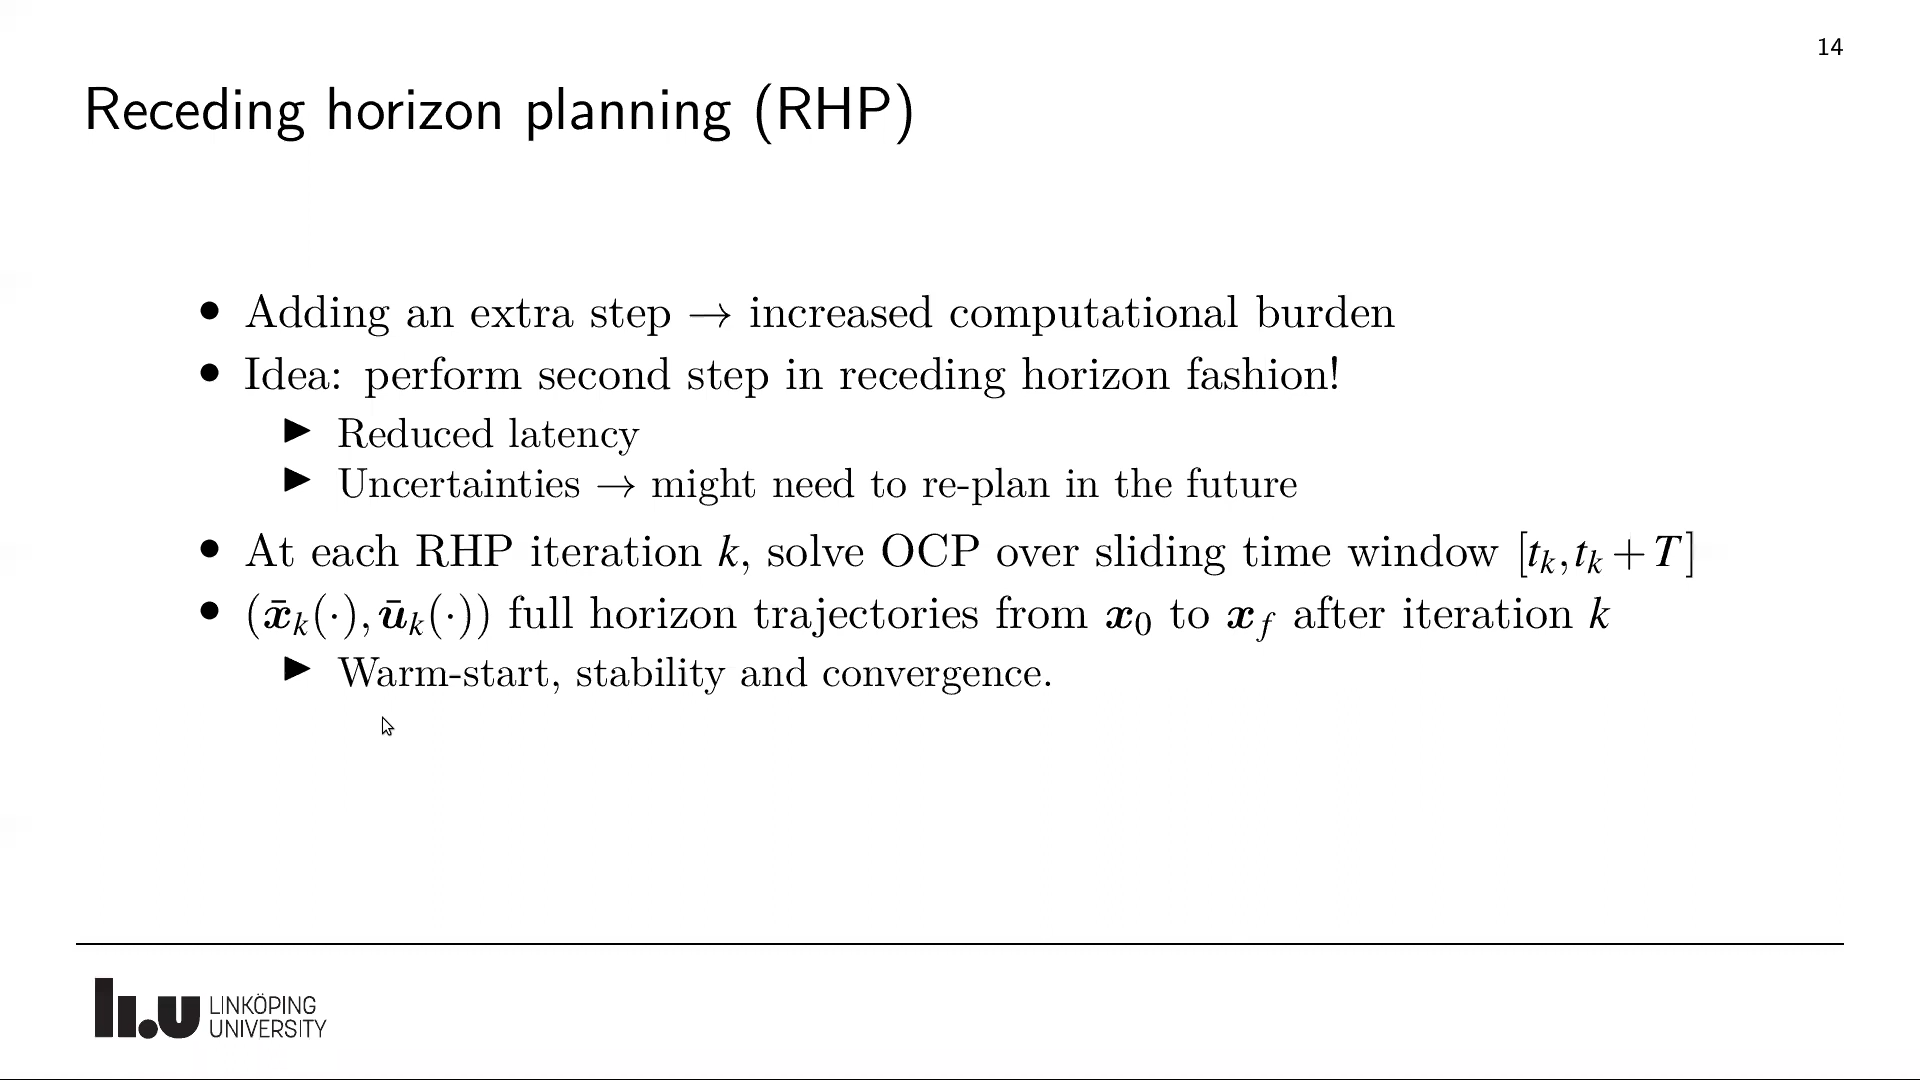 14
Receding horizon planning (RHP)
• Adding an extra step → increased computational burden
• Idea: perform second step in receding horizon fashion!
▶ Reduced latency
▶ Uncertainties → might need to re-plan in the future
• At each RHP iteration k, solve OCP over sliding time window [tₖ, tₖ + T]
• (x̄ₖ(·), ūₖ(·)) full horizon trajectories from x₀ to x_f after iteration k
▶ Warm-start, stability and convergence.
li.u LINKÖPING
UNIVERSITY